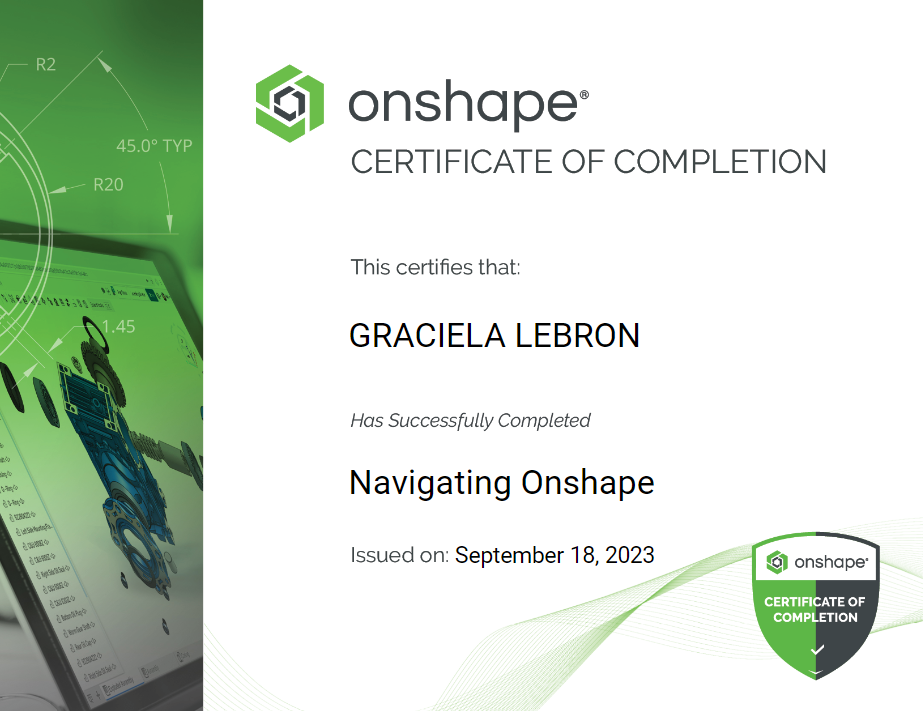 R2
45.0° TYP
R20
1.45
onshape®
CERTIFICATE OF COMPLETION
This certifies that:
GRACIELA LEBRON
Has Successfully Completed
Navigating Onshape
Issued on: September 18, 2023
onshape®
CERTIFICATE OF
COMPLETION